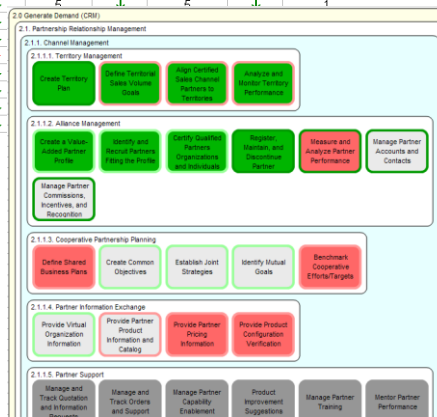 5
5
1
2.0 Generate Demand (CRM)
2.1. Partnership Relationship Management
2.1.1. Channel Management
2.1.1.1. Territory Management
Create Territory
Plan
Define Territorial
Sales Volume
Goals
Align Certified
Sales Channel
Partners to
Territories
Analyze and
Monitor Territory
Performance
2.1.1.2. Alliance Management
Create a Value-
Added Partner
Profile
Identify and
Recruit Partners
Fitting the Profile
Certify Qualified
Partners
Organizations
and Individuals
Register,
Maintain, and
Discontinue
Partner
Measure and
Analyze Partner
Performance
Manage Partner
Accounts and
Contacts
Manage Partner
Commissions,
Incentives, and
Recognition
2.1.1.3. Cooperative Partnership Planning
Define Shared
Business Plans
Create Common
Objectives
Establish Joint
Strategies
Identify Mutual
Goals
Benchmark
Cooperative
Efforts/Targets
2.1.1.4. Partner Information Exchange
Provide Virtual
Organization
Information
Provide Partner
Product
Information and
Catalog
Provide Partner
Pricing
Information
Provide Product
Configuration
Verification
2.1.1.5. Partner Support
Manage and
Track Quotation
and Information
Requests
Manage and
Track Orders
and Support
Manage Partner
Capability
Enablement
Product
Improvement
Suggestions
Manage Partner
Training
Mentor Partner
Performance